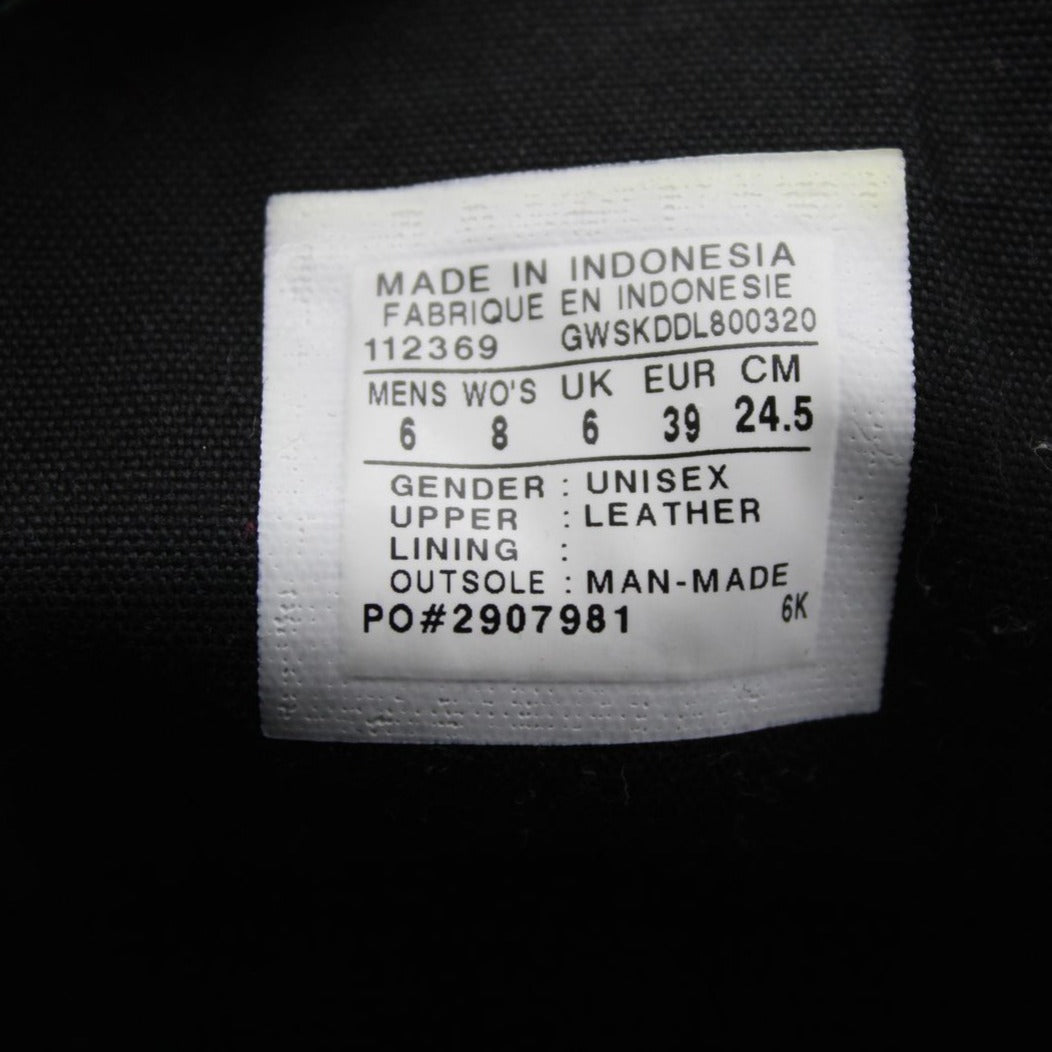 MADE IN INDONESIA
FABRIQUE EN INDONESIE
112369 GWSKDDL800320
MENS WO'S UK EUR CM
6 8 6 39 24.5
GENDER : UNISEX
UPPER : LEATHER
LINING :
OUTSOLE : MAN-MADE
PO#2907981 6K